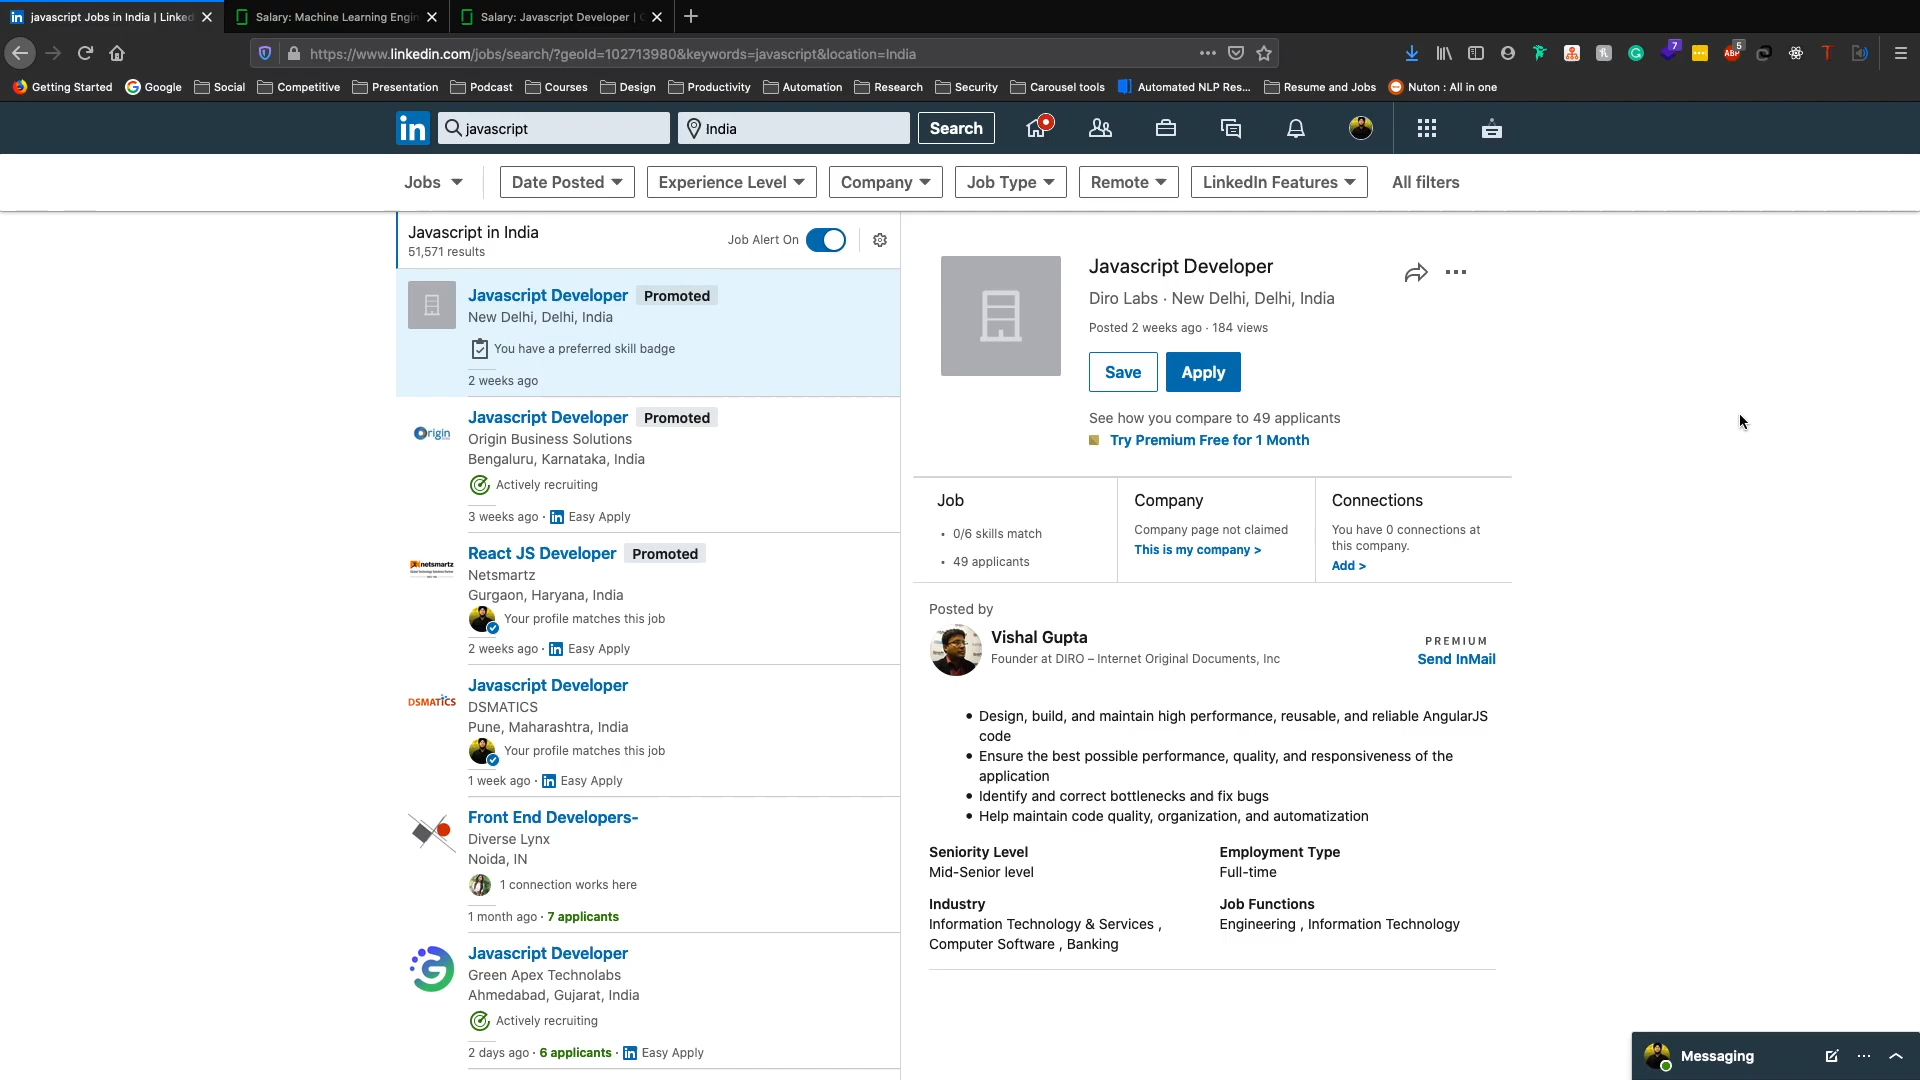 javascript Jobs in India | Linked
Salary: Machine Learning Engin
Salary: Javascript Developer |
https://www.linkedin.com/jobs/search/?geoId=102713980&keywords=javascript&location=India
7
5
ABP
Getting Started
Google
Social
Competitive
Presentation
Podcast
Courses
Design
Productivity
Automation
Research
Security
Carousel tools
Automated NLP Res...
Resume and Jobs
Nuton : All in one
in
javascript
India
Search
Jobs
Date Posted
Experience Level
Company
Job Type
Remote
LinkedIn Features
All filters
Javascript in India
51,571 results
Job Alert On
Javascript Developer Promoted
New Delhi, Delhi, India
You have a preferred skill badge
2 weeks ago
Origin
Javascript Developer Promoted
Origin Business Solutions
Bengaluru, Karnataka, India
Actively recruiting
3 weeks ago · in Easy Apply
netsmartz
React JS Developer Promoted
Netsmartz
Gurgaon, Haryana, India
Your profile matches this job
2 weeks ago · in Easy Apply
DSMATICS
Javascript Developer
DSMATICS
Pune, Maharashtra, India
Your profile matches this job
1 week ago · in Easy Apply
Front End Developers-
Diverse Lynx
Noida, IN
1 connection works here
1 month ago · 7 applicants
Javascript Developer
Green Apex Technolabs
Ahmedabad, Gujarat, India
Actively recruiting
2 days ago · 6 applicants · in Easy Apply
Javascript Developer
Diro Labs · New Delhi, Delhi, India
Posted 2 weeks ago · 184 views
Save
Apply
See how you compare to 49 applicants
Try Premium Free for 1 Month
Job
• 0/6 skills match
• 49 applicants
Company
Company page not claimed
This is my company >
Connections
You have 0 connections at
this company.
Add >
Posted by
Vishal Gupta
Founder at DIRO – Internet Original Documents, Inc
PREMIUM
Send InMail
• Design, build, and maintain high performance, reusable, and reliable AngularJS
code
• Ensure the best possible performance, quality, and responsiveness of the
application
• Identify and correct bottlenecks and fix bugs
• Help maintain code quality, organization, and automatization
Seniority Level
Mid-Senior level
Employment Type
Full-time
Industry
Information Technology & Services ,
Computer Software , Banking
Job Functions
Engineering , Information Technology
Messaging